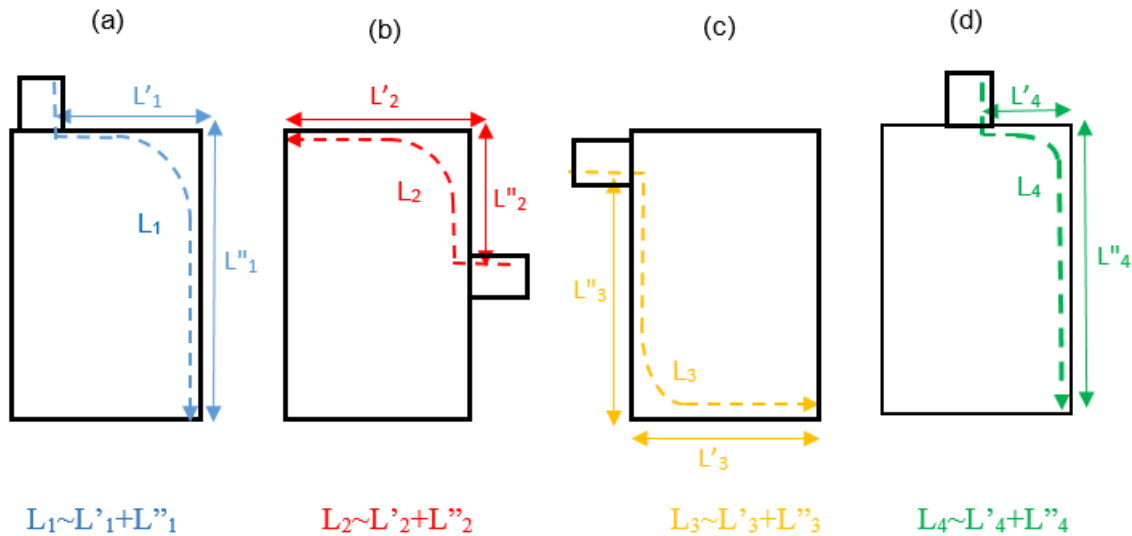 (a) (b) (c) (d)
L'₁ L'₂ L'₄
L₁ L₂ L"₂ L₄
L"₁ L"₃ L"₄
L₃
L'₃
L₁~L'₁+L"₁ L₂~L'₂+L"₂ L₃~L'₃+L"₃ L₄~L'₄+L"₄